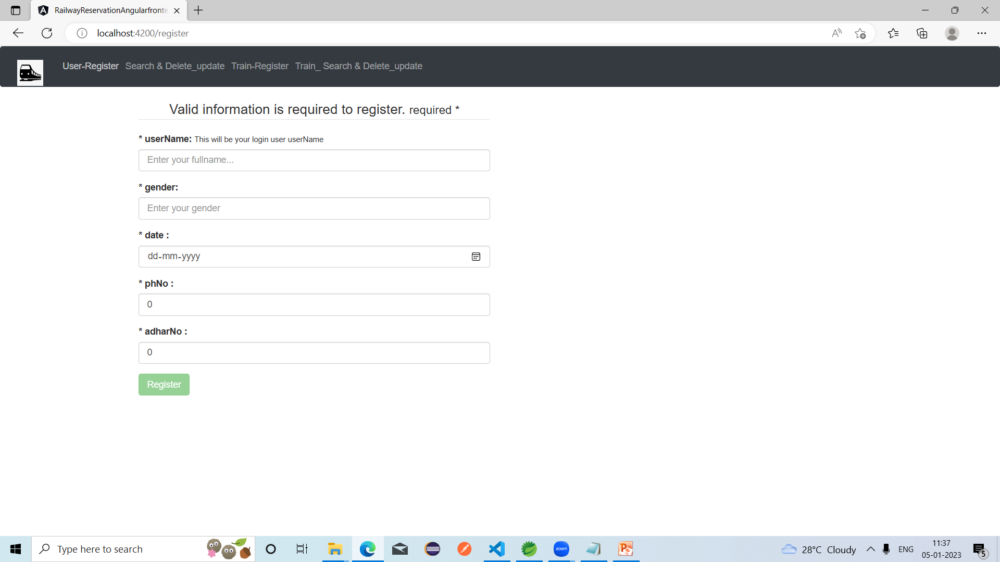 RailwayReservationAngularfronte
localhost:4200/register
User-Register Search & Delete_update Train-Register Train_ Search & Delete_update
Valid information is required to register. required *
* userName: This will be your login user userName
Enter your fullname...
* gender:
Enter your gender
* date :
dd-mm-yyyy
* phNo :
0
* adharNo :
0
Register
Type here to search
zoom
28°C Cloudy
ENG
11:37
05-01-2023
5